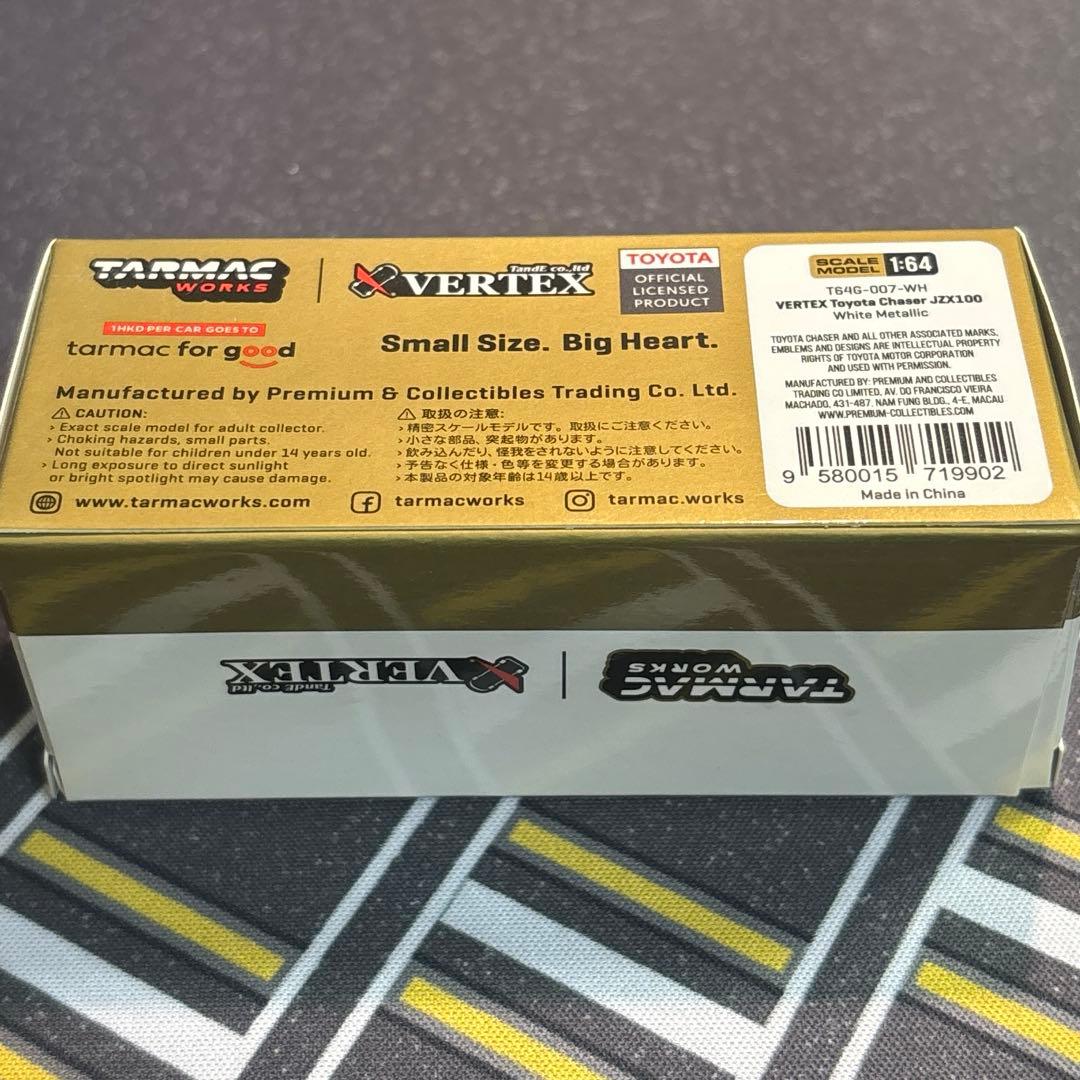 TARMAC
WORKS
TandE co.,ltd
VERTEX
TOYOTA
OFFICIAL
LICENSED
PRODUCT
1HKD PER CAR GOES TO
tarmac for good
Small Size. Big Heart.
Manufactured by Premium & Collectibles Trading Co. Ltd.
⚠ CAUTION:
> Exact scale model for adult collector.
> Choking hazards, small parts.
Not suitable for children under 14 years old.
> Long exposure to direct sunlight
or bright spotlight may cause damage.
⚠ 取扱の注意:
> 精密スケールモデルです。取扱にご注意ください。
> 小さな部品、突起物があります。
> 飲み込んだり、怪我をされないように注意してください。
> 予告なく仕様・色等を変更する場合があります。
> 本製品の対象年齢は14歳以上です。
www.tarmacworks.com
tarmacworks
tarmac.works
SCALE
MODEL 1:64
T64G-007-WH
VERTEX Toyota Chaser JZX100
White Metallic
TOYOTA CHASER AND ALL OTHER ASSOCIATED MARKS,
EMBLEMS AND DESIGNS ARE INTELLECTUAL PROPERTY
RIGHTS OF TOYOTA MOTOR CORPORATION
AND USED WITH PERMISSION.
MANUFACTURED BY: PREMIUM AND COLLECTIBLES
TRADING CO LIMITED, AV. DO FRANCISCO VIEIRA
MACHADO, 431-487, NAM FUNG BLDG., 4-E, MACAU
WWW.PREMIUM-COLLECTIBLES.COM
9 580015 719902
Made in China
TARMAC
WORKS
VERTEX
TandE co.,ltd